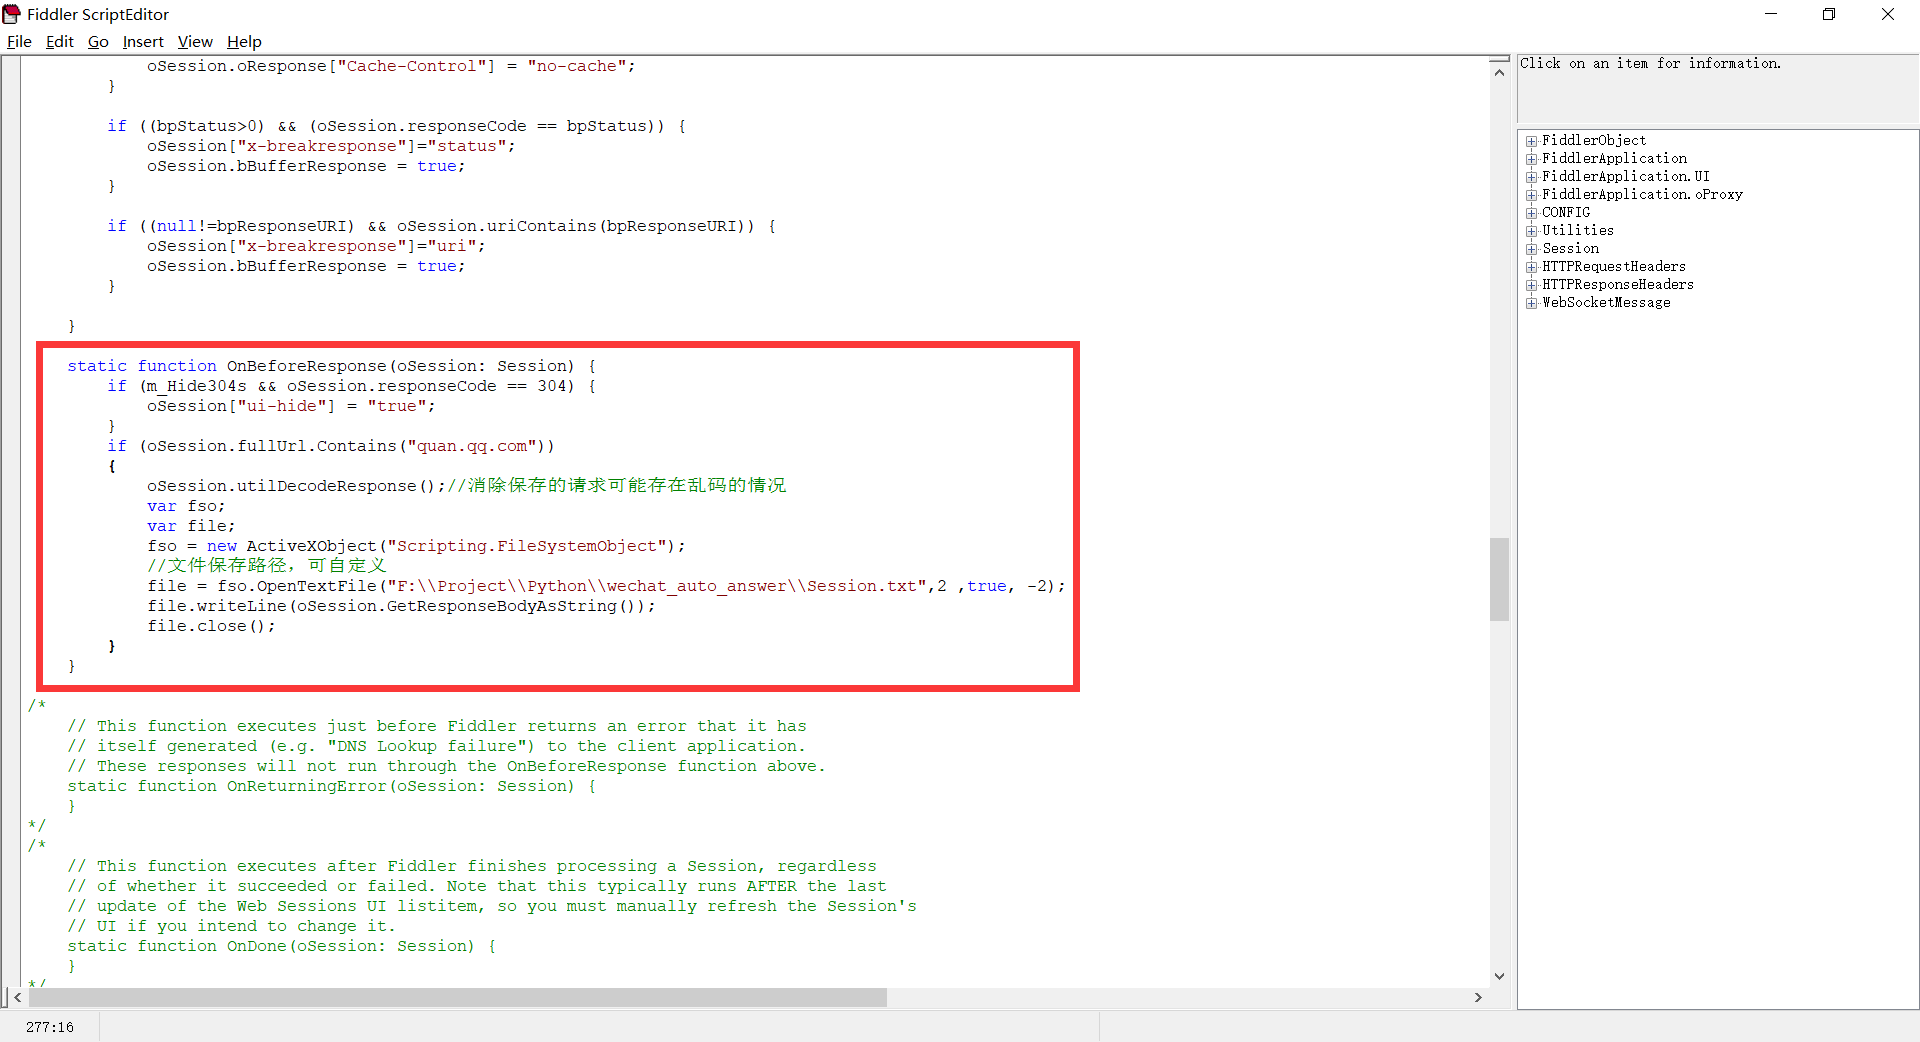 Fiddler ScriptEditor
File Edit Go Insert View Help
oSession.oResponse["Cache-Control"] = "no-cache";
}
if ((bpStatus>0) && (oSession.responseCode == bpStatus)) {
oSession["x-breakresponse"]="status";
oSession.bBufferResponse = true;
}
if ((null!=bpResponseURI) && oSession.uriContains(bpResponseURI)) {
oSession["x-breakresponse"]="uri";
oSession.bBufferResponse = true;
}
}
static function OnBeforeResponse(oSession: Session) {
if (m_Hide304s && oSession.responseCode == 304) {
oSession["ui-hide"] = "true";
}
if (oSession.fullUrl.Contains("quan.qq.com"))
{
oSession.utilDecodeResponse();//消除保存的请求可能存在乱码的情况
var fso;
var file;
fso = new ActiveXObject("Scripting.FileSystemObject");
//文件保存路径，可自定义
file = fso.OpenTextFile("F:\\Project\\Python\\wechat_auto_answer\\Session.txt",2 ,true, -2);
file.writeLine(oSession.GetResponseBodyAsString());
file.close();
}
}
/*
// This function executes just before Fiddler returns an error that it has
// itself generated (e.g. "DNS Lookup failure") to the client application.
// These responses will not run through the OnBeforeResponse function above.
static function OnReturningError(oSession: Session) {
}
*/
/*
// This function executes after Fiddler finishes processing a Session, regardless
// of whether it succeeded or failed. Note that this typically runs AFTER the last
// update of the Web Sessions UI listitem, so you must manually refresh the Session's
// UI if you intend to change it.
static function OnDone(oSession: Session) {
}
*/
277:16
Click on an item for information.
FiddlerObject
FiddlerApplication
FiddlerApplication.UI
FiddlerApplication.oProxy
CONFIG
Utilities
Session
HTTPRequestHeaders
HTTPResponseHeaders
WebSocketMessage